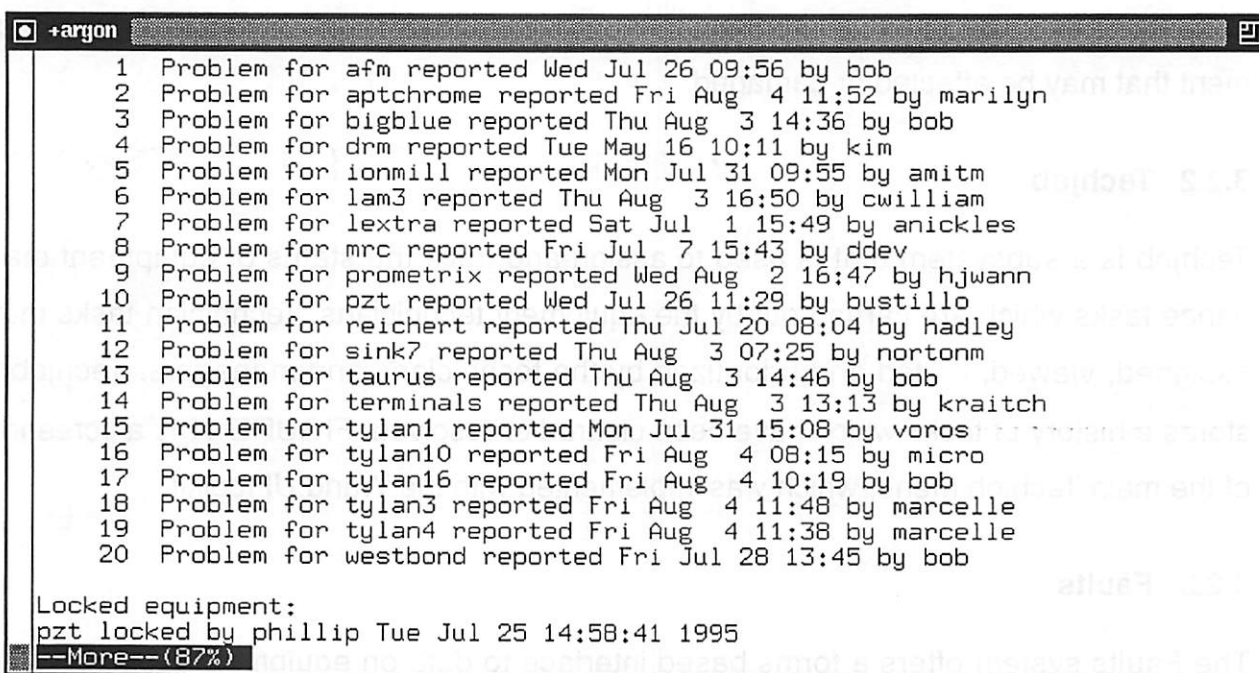 +argon
1 Problem for afm reported Wed Jul 26 09:56 by bob
2 Problem for aptchrome reported Fri Aug 4 11:52 by marilyn
3 Problem for bigblue reported Thu Aug 3 14:36 by bob
4 Problem for drm reported Tue May 16 10:11 by kim
5 Problem for ionmill reported Mon Jul 31 09:55 by amitm
6 Problem for lam3 reported Thu Aug 3 16:50 by cwilliam
7 Problem for lextra reported Sat Jul 1 15:49 by anickles
8 Problem for mrc reported Fri Jul 7 15:43 by ddev
9 Problem for prometrix reported Wed Aug 2 16:47 by hjwann
10 Problem for pzt reported Wed Jul 26 11:29 by bustillo
11 Problem for reichert reported Thu Jul 20 08:04 by hadley
12 Problem for sink7 reported Thu Aug 3 07:25 by nortonm
13 Problem for taurus reported Thu Aug 3 14:46 by bob
14 Problem for terminals reported Thu Aug 3 13:13 by kraitch
15 Problem for tylan1 reported Mon Jul 31 15:08 by voros
16 Problem for tylan10 reported Fri Aug 4 08:15 by micro
17 Problem for tylan16 reported Fri Aug 4 10:19 by bob
18 Problem for tylan3 reported Fri Aug 4 11:48 by marcelle
19 Problem for tylan4 reported Fri Aug 4 11:38 by marcelle
20 Problem for westbond reported Fri Jul 28 13:45 by bob
Locked equipment:
pzt locked by phillip Tue Jul 25 14:58:41 1995
--More--(87%)